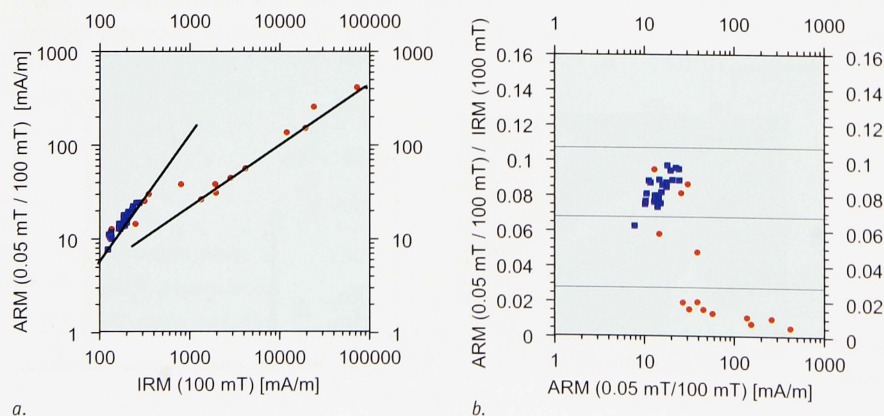 100 1000 10000 100000
1000 1000
100 100
10 10
1 1
100 1000 10000 100000
IRM (100 mT) [mA/m]
ARM (0.05 mT / 100 mT) [mA/m]
a.
1 10 100 1000
0.16 0.16
0.14 0.14
0.12 0.12
0.1 0.1
0.08 0.08
0.06 0.06
0.04 0.04
0.02 0.02
0 0
1 10 100 1000
ARM (0.05 mT/100 mT) [mA/m]
ARM (0.05 mT / 100 mT) / IRM (100 mT)
b.